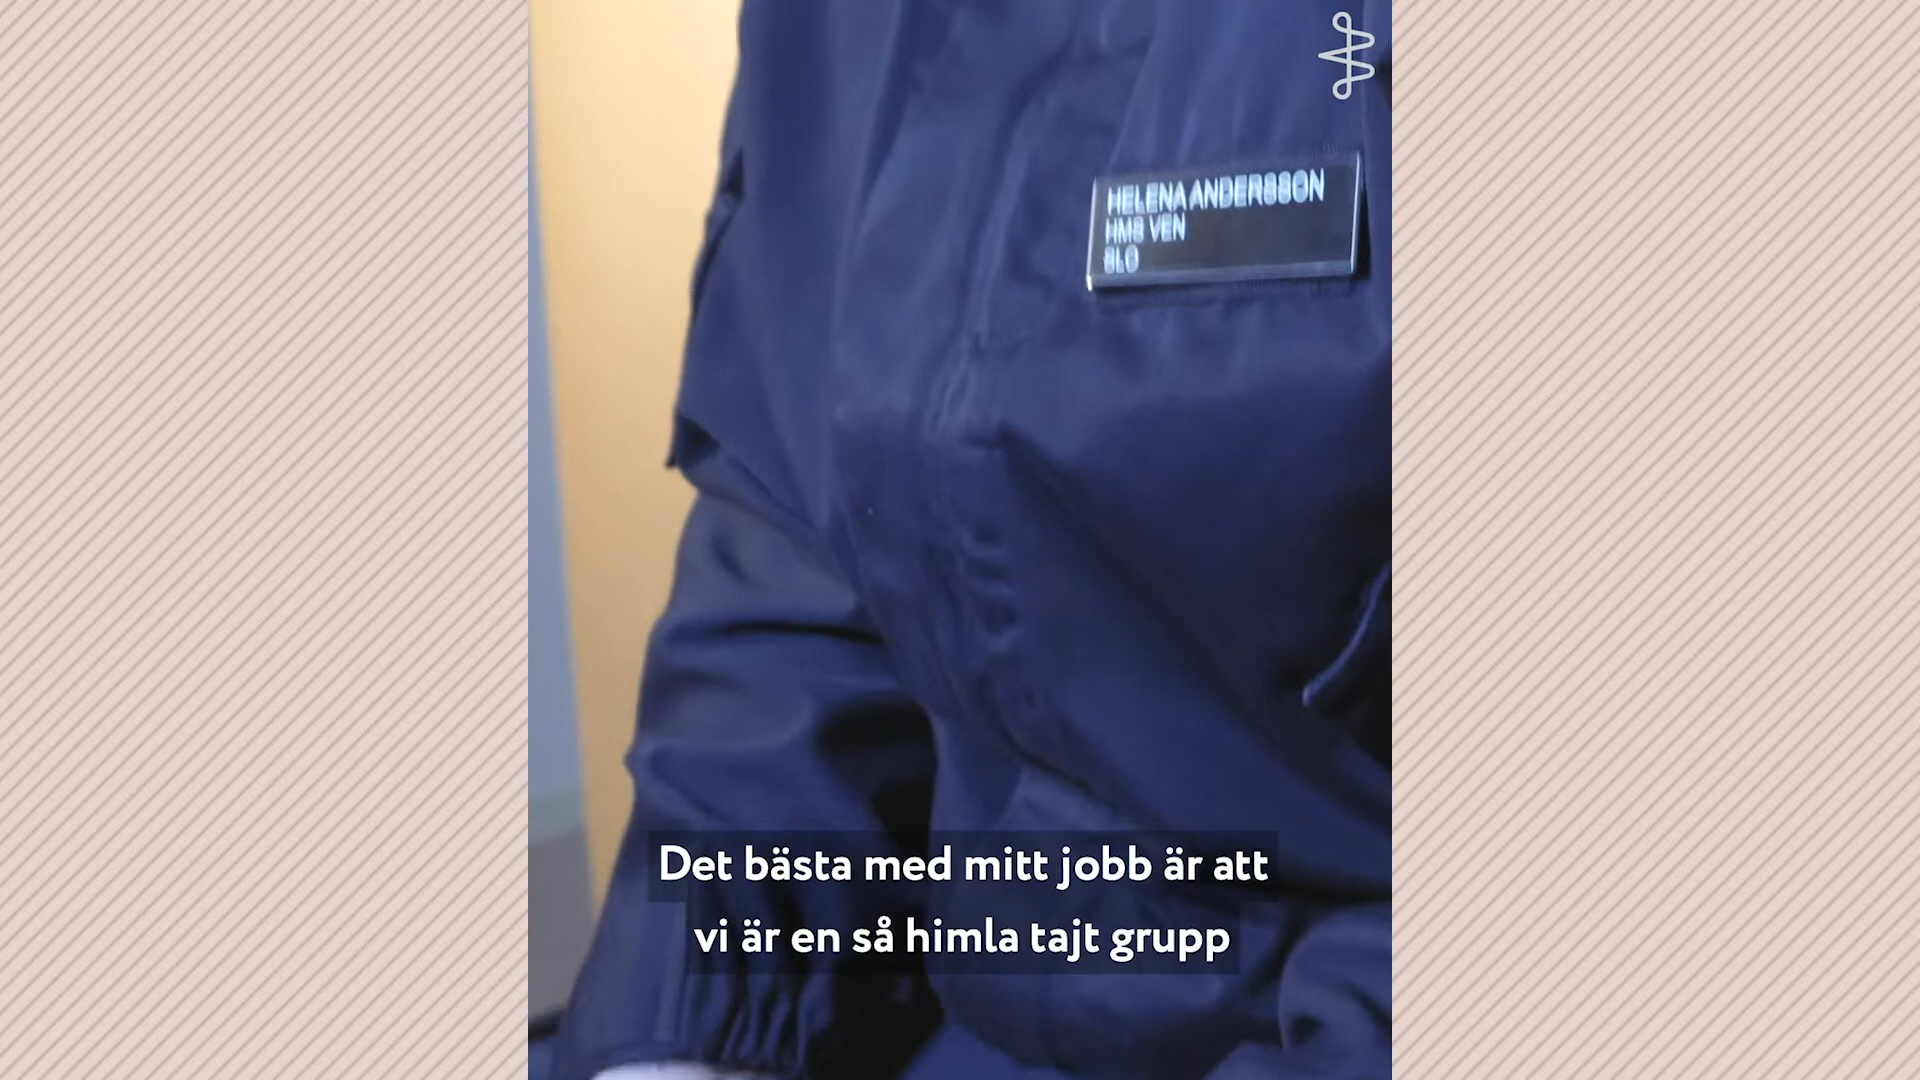 HELENA ANDERSSON
HMS VEN
SLO
Det bästa med mitt jobb är att
vi är en så himla tajt grupp